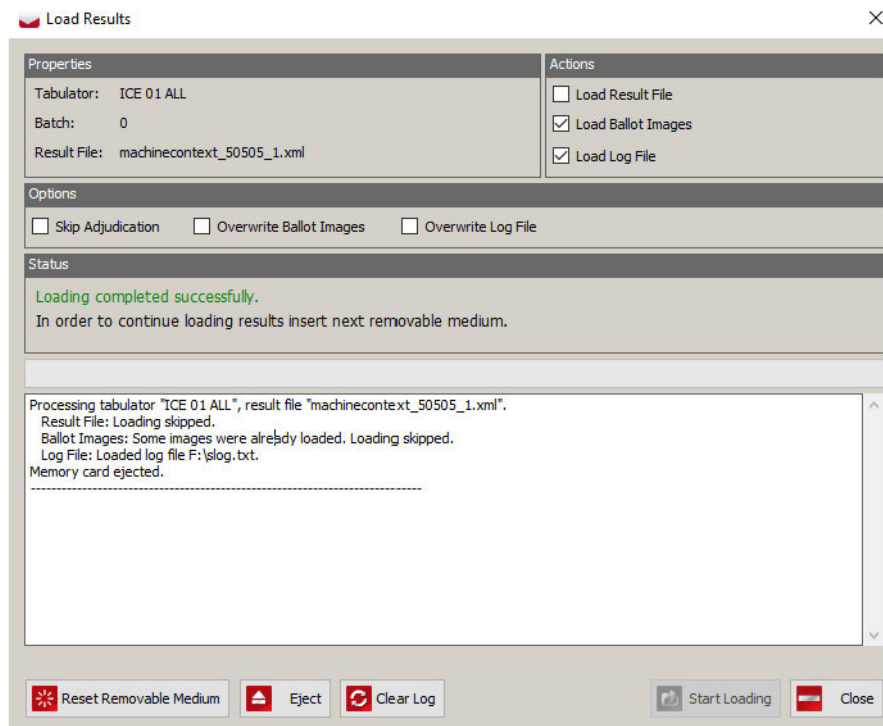 Load Results
Properties
Tabulator: ICE 01 ALL
Batch: 0
Result File: machinecontext_50505_1.xml
Actions
Load Result File
Load Ballot Images
Load Log File
Options
Skip Adjudication Overwrite Ballot Images Overwrite Log File
Status
Loading completed successfully.
In order to continue loading results insert next removable medium.
Processing tabulator "ICE 01 ALL", result file "machinecontext_50505_1.xml".
Result File: Loading skipped.
Ballot Images: Some images were already loaded. Loading skipped.
Log File: Loaded log file F:\slog.txt.
Memory card ejected.
------------------------------------------------------------------------------
Reset Removable Medium Eject Clear Log Start Loading Close